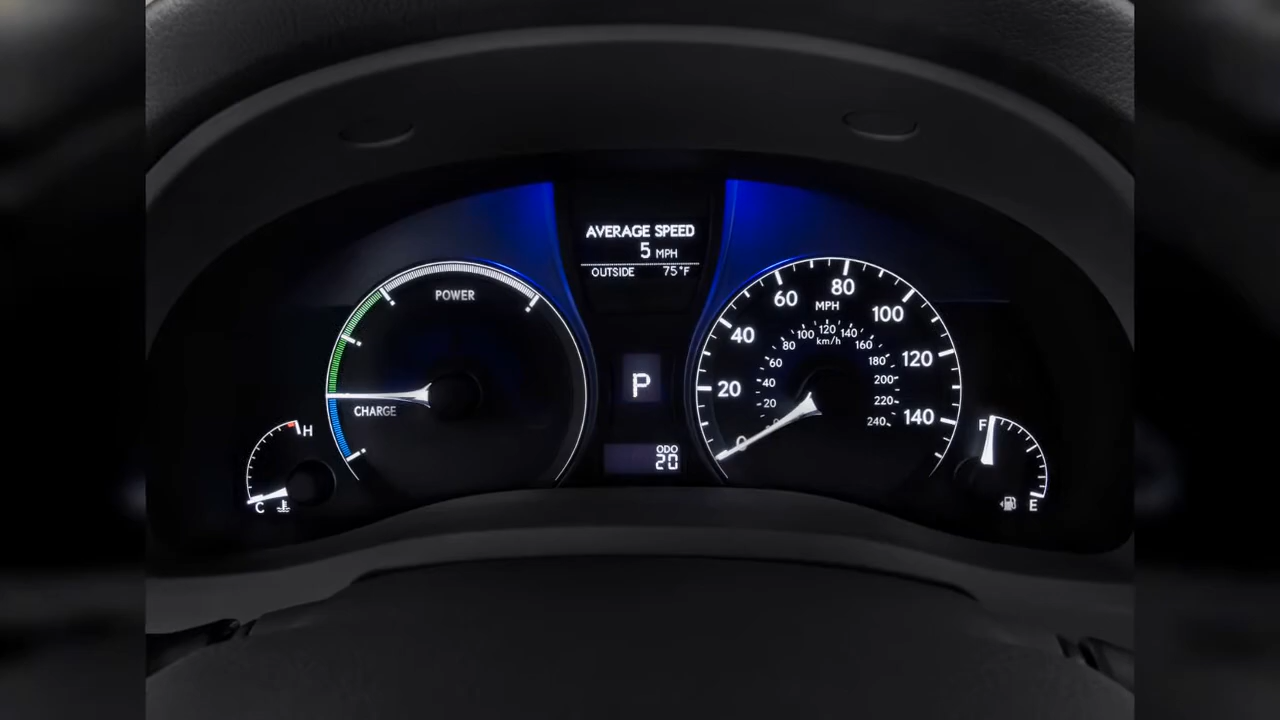 AVERAGE SPEED
5 MPH
OUTSIDE 75°F
POWER
CHARGE
H
C
P
ODO
20
0
20
40
60
80
100
120
140
MPH
20
40
60
80
100
120
140
160
180
200
220
240
km/h
F
E